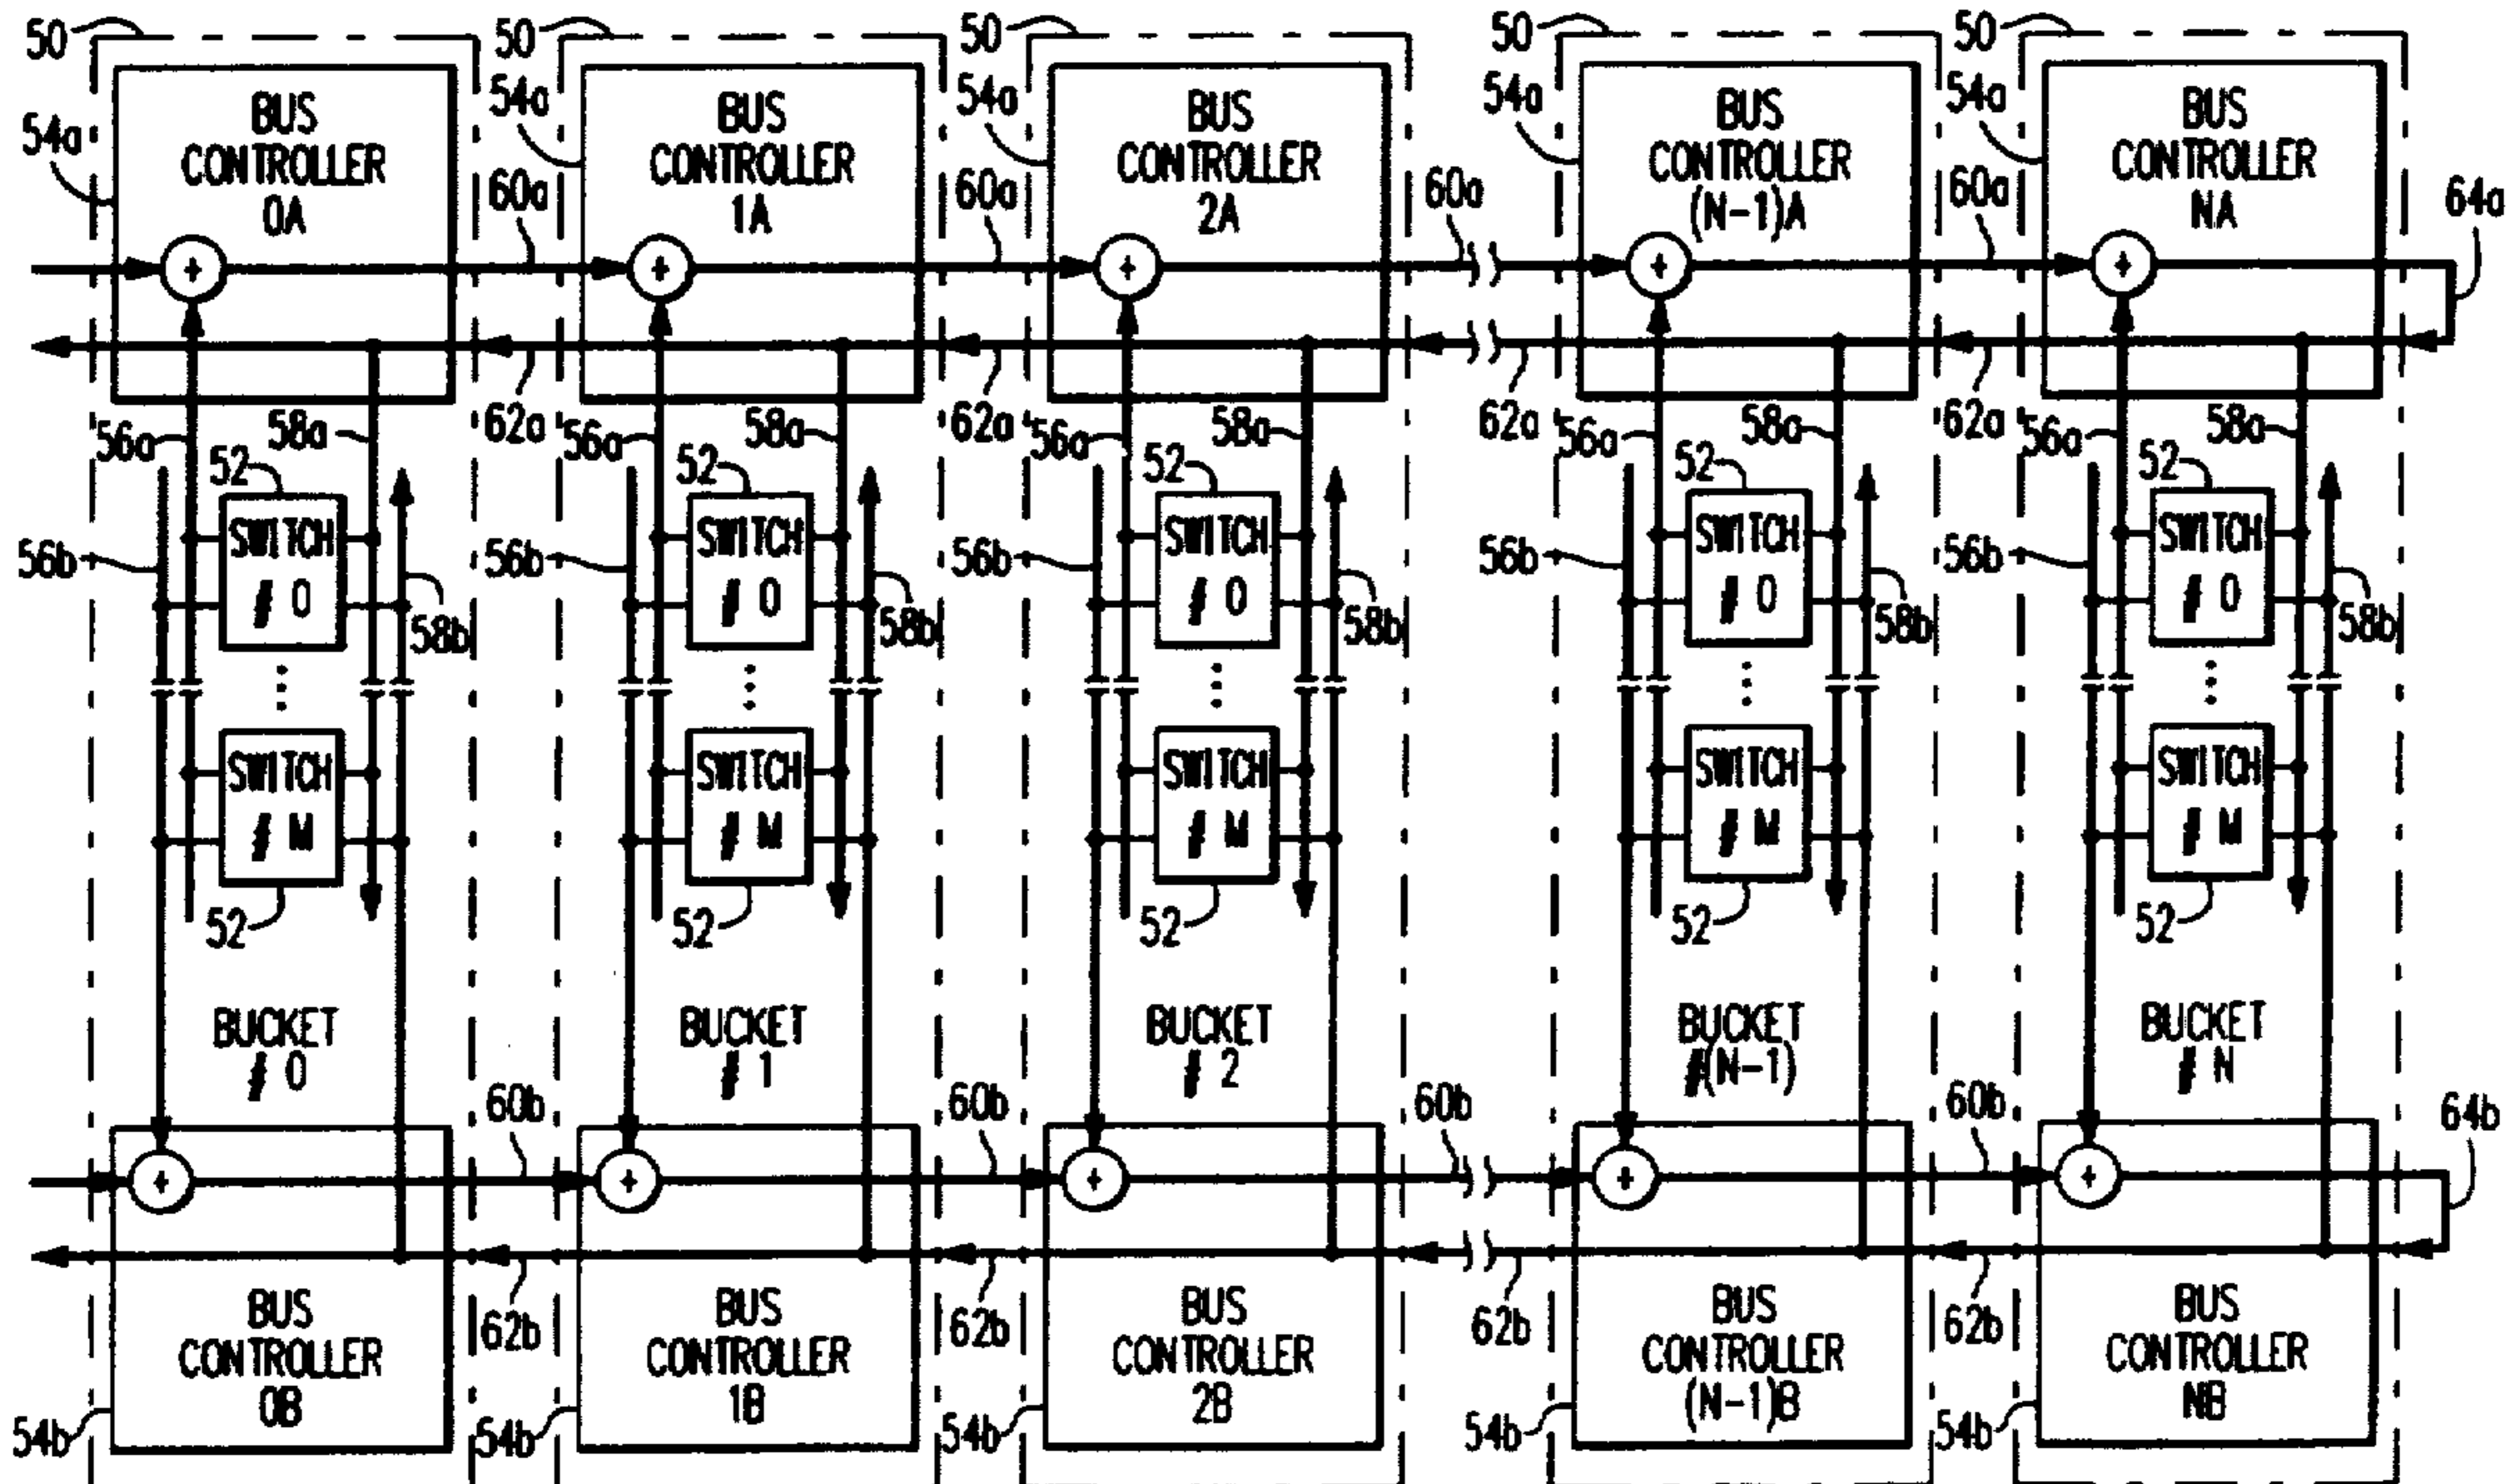 50 50 50 50 50
54a 54a 54a 54a 54a
BUS CONTROLLER 0A
BUS CONTROLLER 1A
BUS CONTROLLER 2A
BUS CONTROLLER (N-1)A
BUS CONTROLLER NA
60a 60a 60a 60a 64a
+ + + + +
62a 62a 62a 62a
56a 58a 56a 58a 56a 58a 56a 58a 56a 58a
52 52 52 52 52
SWITCH # 0
SWITCH # 0
SWITCH # 0
SWITCH # 0
SWITCH # 0
56b 56b 56b 56b 56b
58b 58b 58b 58b 58b
SWITCH # M
SWITCH # M
SWITCH # M
SWITCH # M
SWITCH # M
52 52 52 52 52
BUCKET # 0
BUCKET # 1
BUCKET # 2
BUCKET #(N-1)
BUCKET # N
60b 60b 60b 60b 64b
+ + + + +
62b 62b 62b 62b
BUS CONTROLLER 0B
BUS CONTROLLER 1B
BUS CONTROLLER 2B
BUS CONTROLLER (N-1)B
BUS CONTROLLER NB
54b 54b 54b 54b 54b